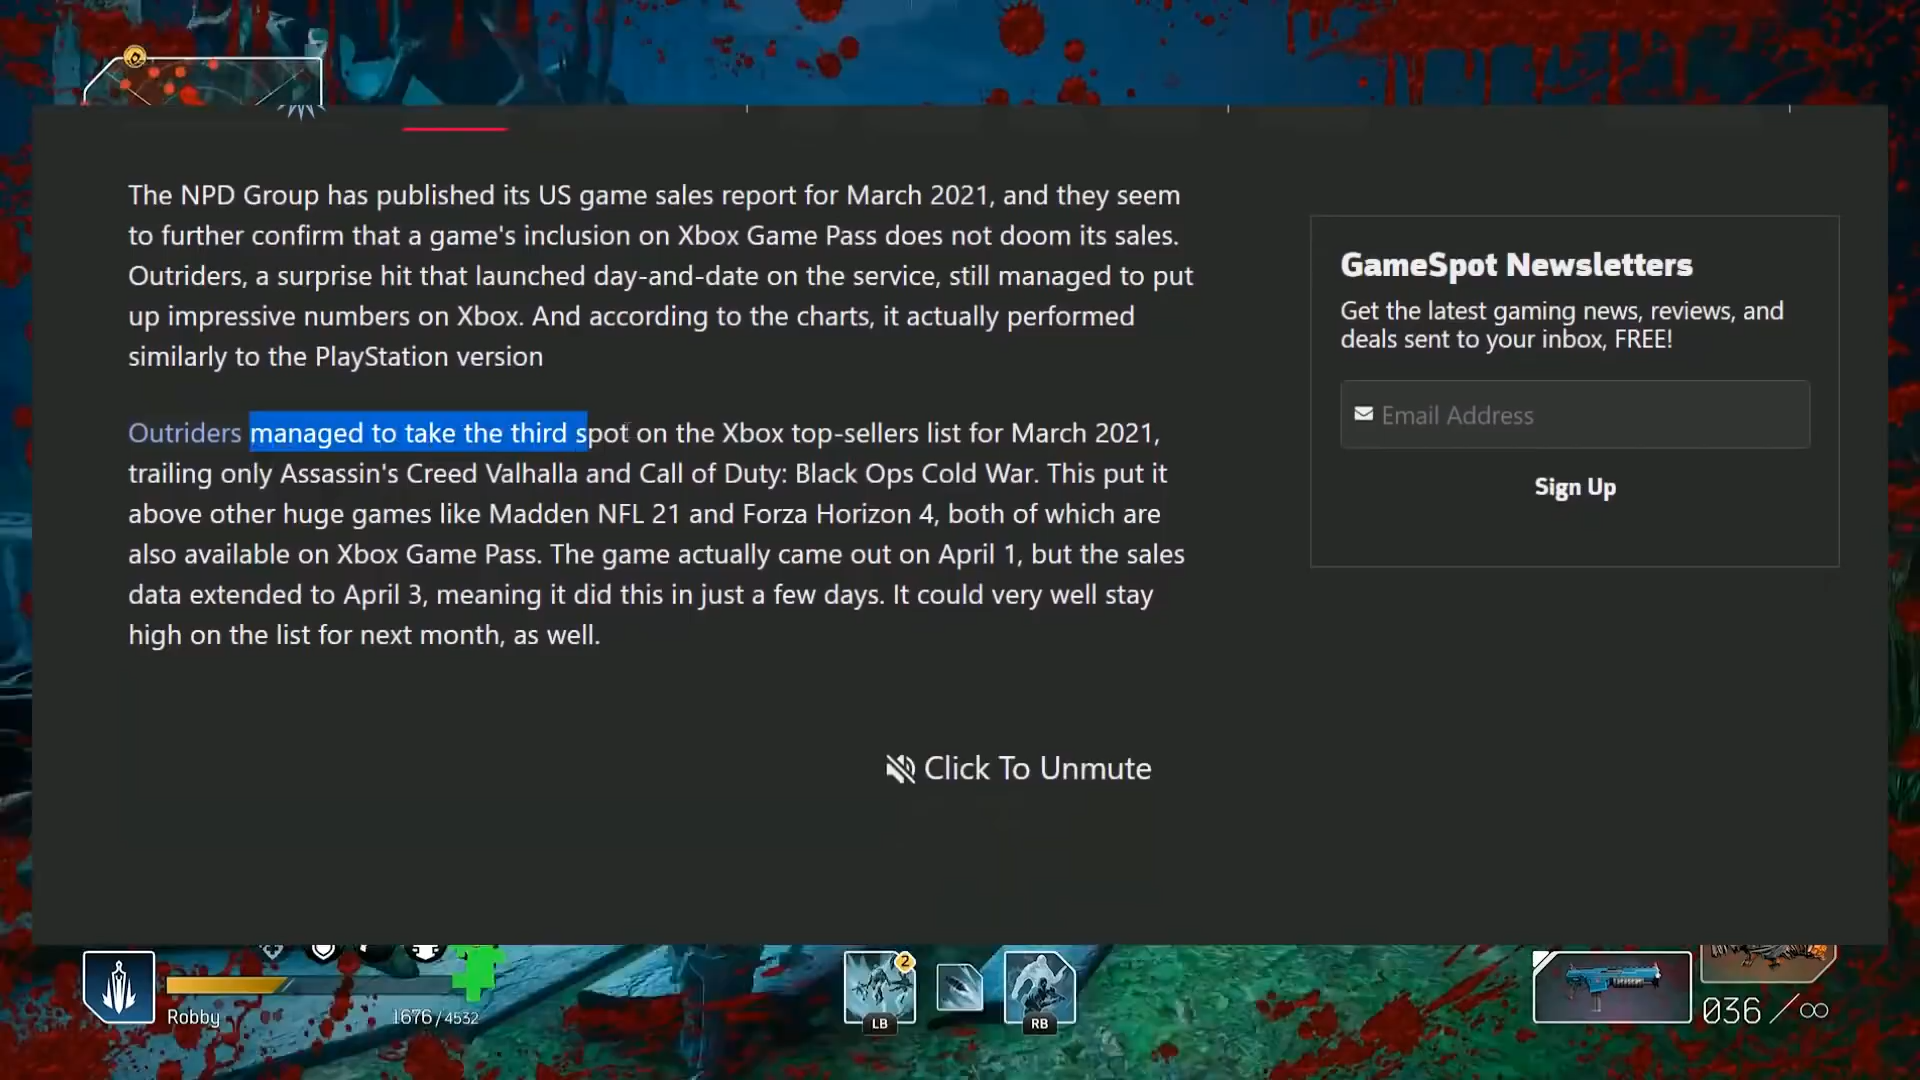 The NPD Group has published its US game sales report for March 2021, and they seem
to further confirm that a game's inclusion on Xbox Game Pass does not doom its sales.
Outriders, a surprise hit that launched day-and-date on the service, still managed to put
up impressive numbers on Xbox. And according to the charts, it actually performed
similarly to the PlayStation version
Outriders managed to take the third spot on the Xbox top-sellers list for March 2021,
trailing only Assassin's Creed Valhalla and Call of Duty: Black Ops Cold War. This put it
above other huge games like Madden NFL 21 and Forza Horizon 4, both of which are
also available on Xbox Game Pass. The game actually came out on April 1, but the sales
data extended to April 3, meaning it did this in just a few days. It could very well stay
high on the list for next month, as well.
GameSpot Newsletters
Get the latest gaming news, reviews, and
deals sent to your inbox, FREE!
Email Address
Sign Up
Click To Unmute
Robby
1676/4532
2
LB
RB
036/∞